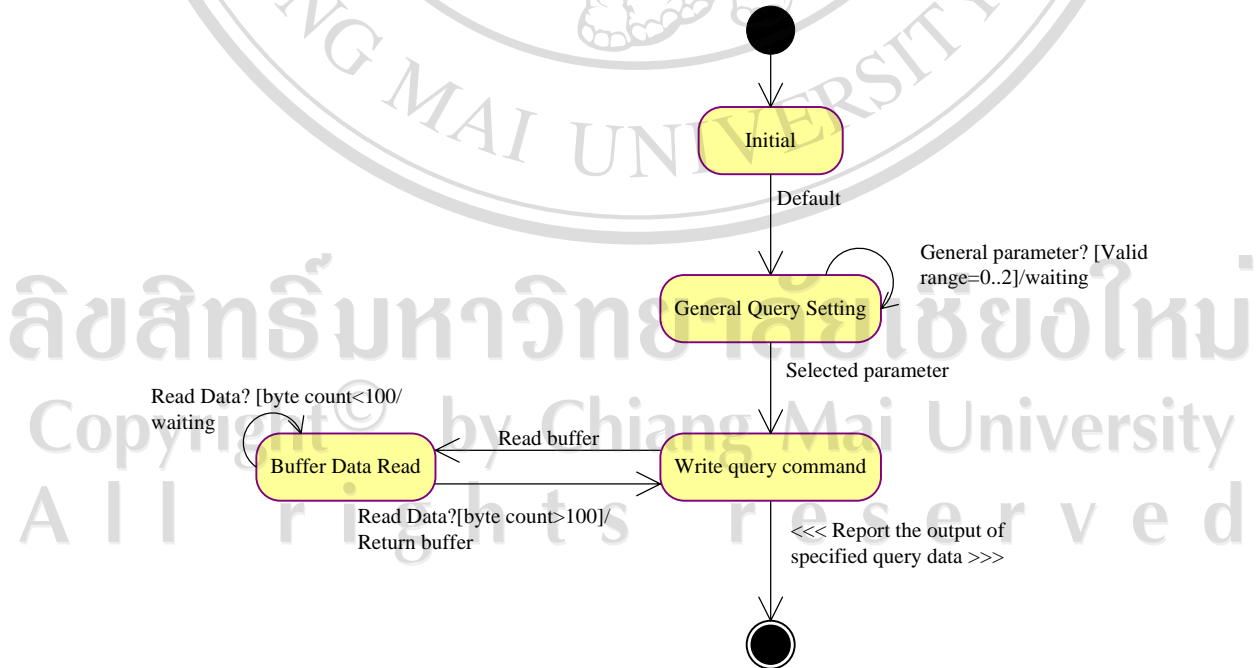 NG MAI UNIVERSITY
Initial
Default
General parameter? [Valid
range=0..2]/waiting
General Query Setting
ลิขสิทธิ์มหาวิทยาลัยเชียงใหม่
Selected parameter
Read Data? [byte count<100/
waiting
Copyright© by Chiang Mai University
Read buffer
Buffer Data Read
Write query command
All rights reserved
Read Data?[byte count>100]/
Return buffer
<<< Report the output of
specified query data >>>